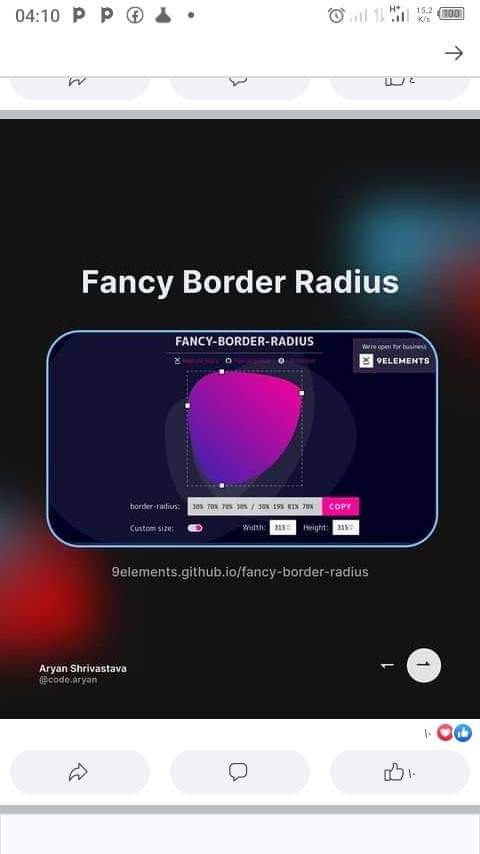 04:10
H+
15,2
K/s
100
٤
Fancy Border Radius
FANCY-BORDER-RADIUS
We're open for business
9ELEMENTS
border-radius:
30% 70% 70% 30% / 30% 19% 81% 70%
COPY
Custom size:
Width:
315
Height:
315
9elements.github.io/fancy-border-radius
Aryan Shrivastava
@code.aryan
١٠
١٠